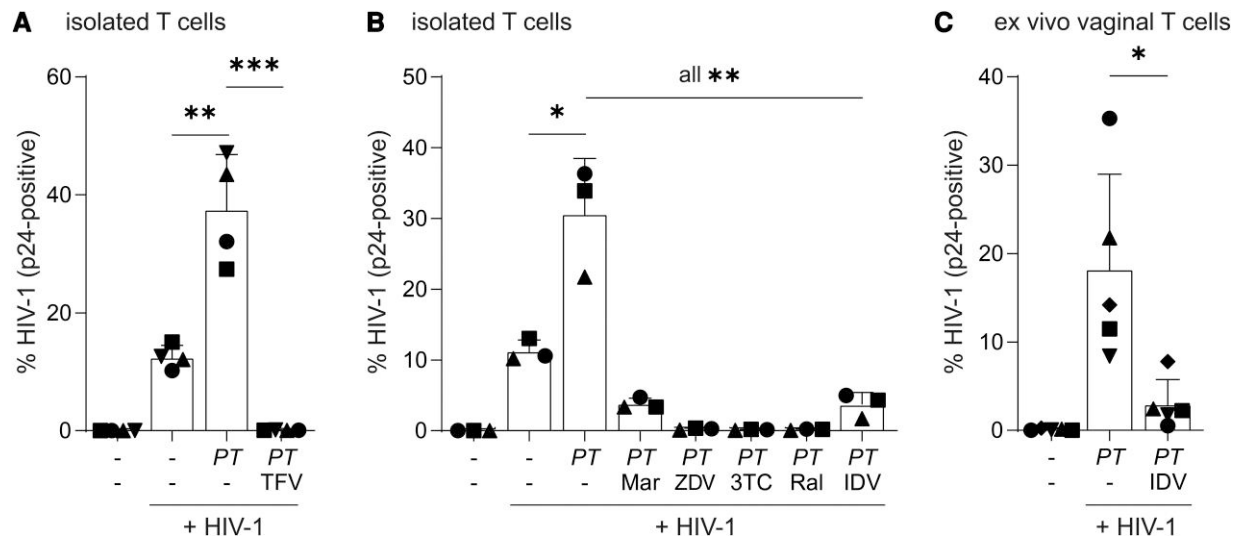 A isolated T cells
% HIV-1 (p24-positive)
60
40
20
0
**
***
- - PT PT
- - - TFV
+ HIV-1
B isolated T cells
% HIV-1 (p24-positive)
50
40
30
20
10
0
*
all **
- - PT PT PT PT PT PT
- - - Mar ZDV 3TC Ral IDV
+ HIV-1
C ex vivo vaginal T cells
% HIV-1 (p24-positive)
40
30
20
10
0
*
- PT PT
- - IDV
+ HIV-1